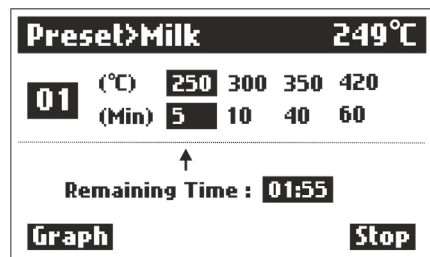 Preset>Milk 249℃
01 (℃) 250 300 350 420
(Min) 5 10 40 60
Remaining Time : 01:55
Graph Stop